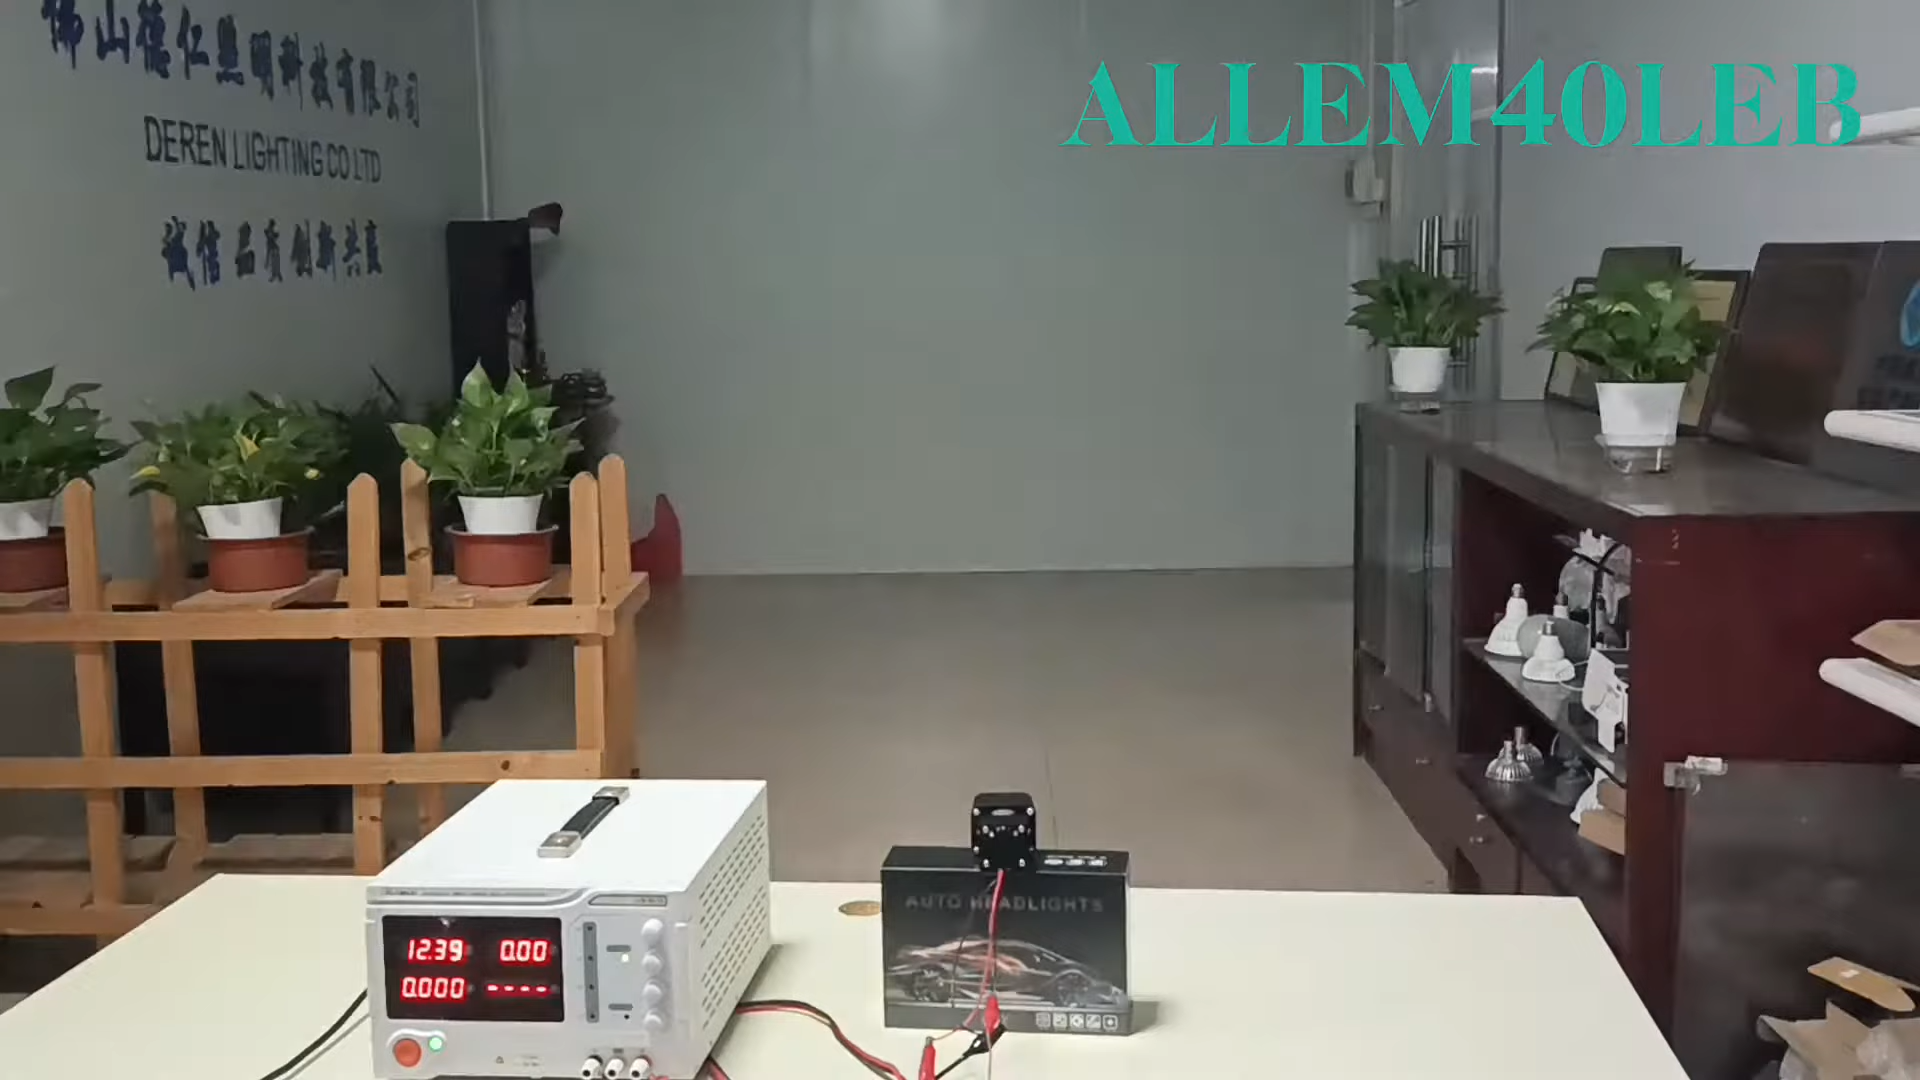 佛山德仁照明科技有限公司
DEREN LIGHTING CO LTD
诚信 品质 创新 共赢
ALLEM40LEB
AUTO HEADLIGHTS
12.39 0.00
0.000 ----